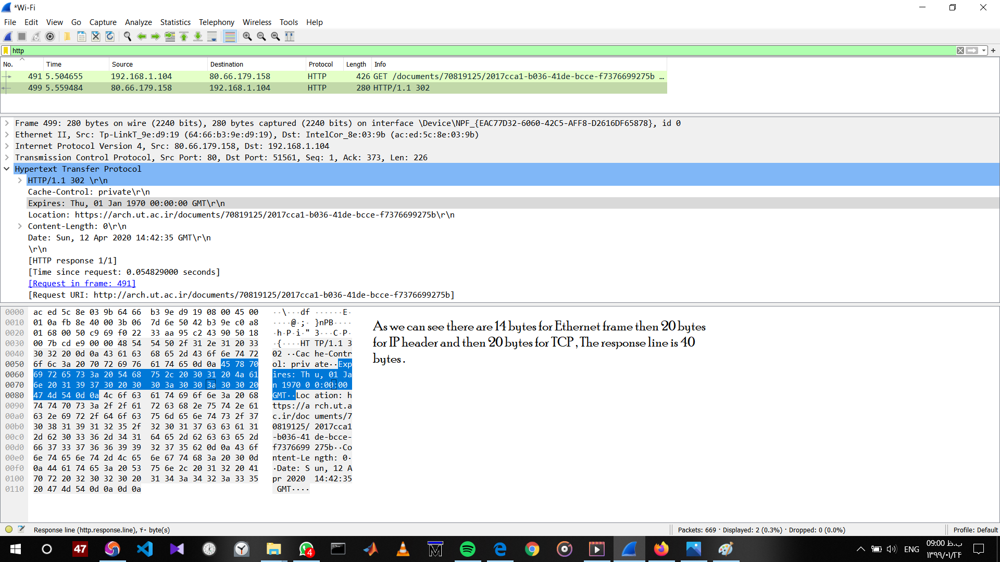 *Wi-Fi
File Edit View Go Capture Analyze Statistics Telephony Wireless Tools Help
http
No. Time Source Destination Protocol Length Info
491 5.504655 192.168.1.104 80.66.179.158 HTTP 426 GET /documents/70819125/2017cca1-b036-41de-bcce-f7376699275b …
499 5.559484 80.66.179.158 192.168.1.104 HTTP 280 HTTP/1.1 302
Frame 499: 280 bytes on wire (2240 bits), 280 bytes captured (2240 bits) on interface \Device\NPF_{EAC77D32-6060-42C5-AFF8-D2616DF65878}, id 0
Ethernet II, Src: Tp-LinkT_9e:d9:19 (64:66:b3:9e:d9:19), Dst: IntelCor_8e:03:9b (ac:ed:5c:8e:03:9b)
Internet Protocol Version 4, Src: 80.66.179.158, Dst: 192.168.1.104
Transmission Control Protocol, Src Port: 80, Dst Port: 51561, Seq: 1, Ack: 373, Len: 226
Hypertext Transfer Protocol
HTTP/1.1 302 \r\n
Cache-Control: private\r\n
Expires: Thu, 01 Jan 1970 00:00:00 GMT\r\n
Location: https://arch.ut.ac.ir/documents/70819125/2017cca1-b036-41de-bcce-f7376699275b\r\n
Content-Length: 0\r\n
Date: Sun, 12 Apr 2020 14:42:35 GMT\r\n
\r\n
[HTTP response 1/1]
[Time since request: 0.054829000 seconds]
[Request in frame: 491]
[Request URI: http://arch.ut.ac.ir/documents/70819125/2017cca1-b036-41de-bcce-f7376699275b]
0000 ac ed 5c 8e 03 9b 64 66 b3 9e d9 19 08 00 45 00 ··\···df ······E·
0010 01 0a fb 8e 40 00 3b 06 7d 6e 50 42 b3 9e c0 a8 ····@·;· }nPB····
0020 01 68 00 50 c9 69 f0 22 33 aa 95 c2 43 90 50 18 ·h·P·i·" 3···C·P·
0030 00 7b cd e9 00 00 48 54 54 50 2f 31 2e 31 20 33 ·{····HT TP/1.1 3
0040 30 32 20 0d 0a 43 61 63 68 65 2d 43 6f 6e 74 72 02 ··Cac he-Contr
0050 6f 6c 3a 20 70 72 69 76 61 74 65 0d 0a 45 78 70 ol: priv ate··Exp
0060 69 72 65 73 3a 20 54 68 75 2c 20 30 31 20 4a 61 ires: Th u, 01 Ja
0070 6e 20 31 39 37 30 20 30 30 3a 30 30 3a 30 30 20 n 1970 0 0:00:00
0080 47 4d 54 0d 0a 4c 6f 63 61 74 69 6f 6e 3a 20 68 GMT··Loc ation: h
0090 74 74 70 73 3a 2f 2f 61 72 63 68 2e 75 74 2e 61 ttps://a rch.ut.a
00a0 63 2e 69 72 2f 64 6f 63 75 6d 65 6e 74 73 2f 37 c.ir/doc uments/7
00b0 30 38 31 39 31 32 35 2f 32 30 31 37 63 63 61 31 0819125/ 2017cca1
00c0 2d 62 30 33 36 2d 34 31 64 65 2d 62 63 63 65 2d -b036-41 de-bcce-
00d0 66 37 33 37 36 36 39 39 32 37 35 62 0d 0a 43 6f f7376699 275b··Co
00e0 6e 74 65 6e 74 2d 4c 65 6e 67 74 68 3a 20 30 0d ntent-Le ngth: 0·
00f0 0a 44 61 74 65 3a 20 53 75 6e 2c 20 31 32 20 41 ·Date: S un, 12 A
0100 70 72 20 32 30 32 30 20 31 34 3a 34 32 3a 33 35 pr 2020 14:42:35
0110 20 47 4d 54 0d 0a 0d 0a GMT····
As we can see there are 14 bytes for Ethernet frame then 20 bytes
for IP header and then 20 bytes for TCP , The response line is 40
bytes .
Response line (http.response.line), ۴۰ byte(s)
Packets: 669 · Displayed: 2 (0.3%) · Dropped: 0 (0.0%)
Profile: Default
47
4
ENG
09:00 ب.ظ
۱۳۹۹/۰۱/۲۴